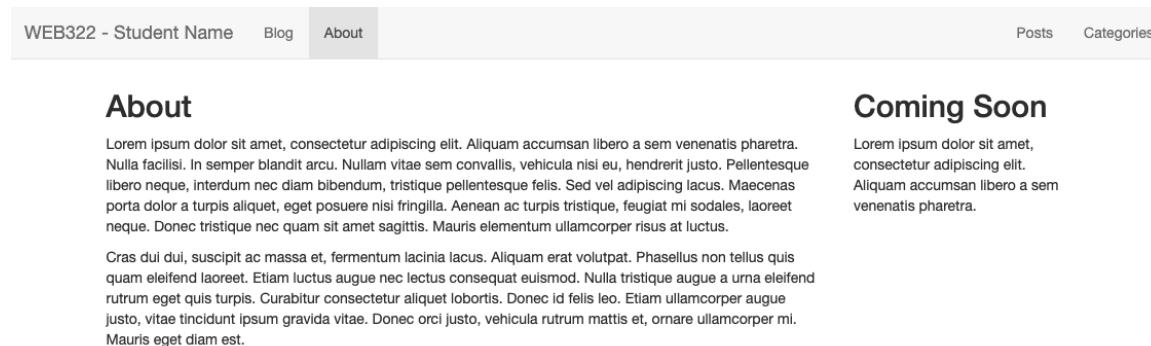 WEB322 - Student Name Blog About Posts Categories
About
Lorem ipsum dolor sit amet, consectetur adipiscing elit. Aliquam accumsan libero a sem venenatis pharetra.
Nulla facilisi. In semper blandit arcu. Nullam vitae sem convallis, vehicula nisi eu, hendrerit justo. Pellentesque
libero neque, interdum nec diam bibendum, tristique pellentesque felis. Sed vel adipiscing lacus. Maecenas
porta dolor a turpis aliquet, eget posuere nisi fringilla. Aenean ac turpis tristique, feugiat mi sodales, laoreet
neque. Donec tristique nec quam sit amet sagittis. Mauris elementum ullamcorper risus at luctus.
Cras dui dui, suscipit ac massa et, fermentum lacinia lacus. Aliquam erat volutpat. Phasellus non tellus quis
quam eleifend laoreet. Etiam luctus augue nec lectus consequat euismod. Nulla tristique augue a urna eleifend
rutrum eget quis turpis. Curabitur consectetur aliquet lobortis. Donec id felis leo. Etiam ullamcorper augue
justo, vitae tincidunt ipsum gravida vitae. Donec orci justo, vehicula rutrum mattis et, ornare ullamcorper mi.
Mauris eget diam est.
Coming Soon
Lorem ipsum dolor sit amet,
consectetur adipiscing elit.
Aliquam accumsan libero a sem
venenatis pharetra.